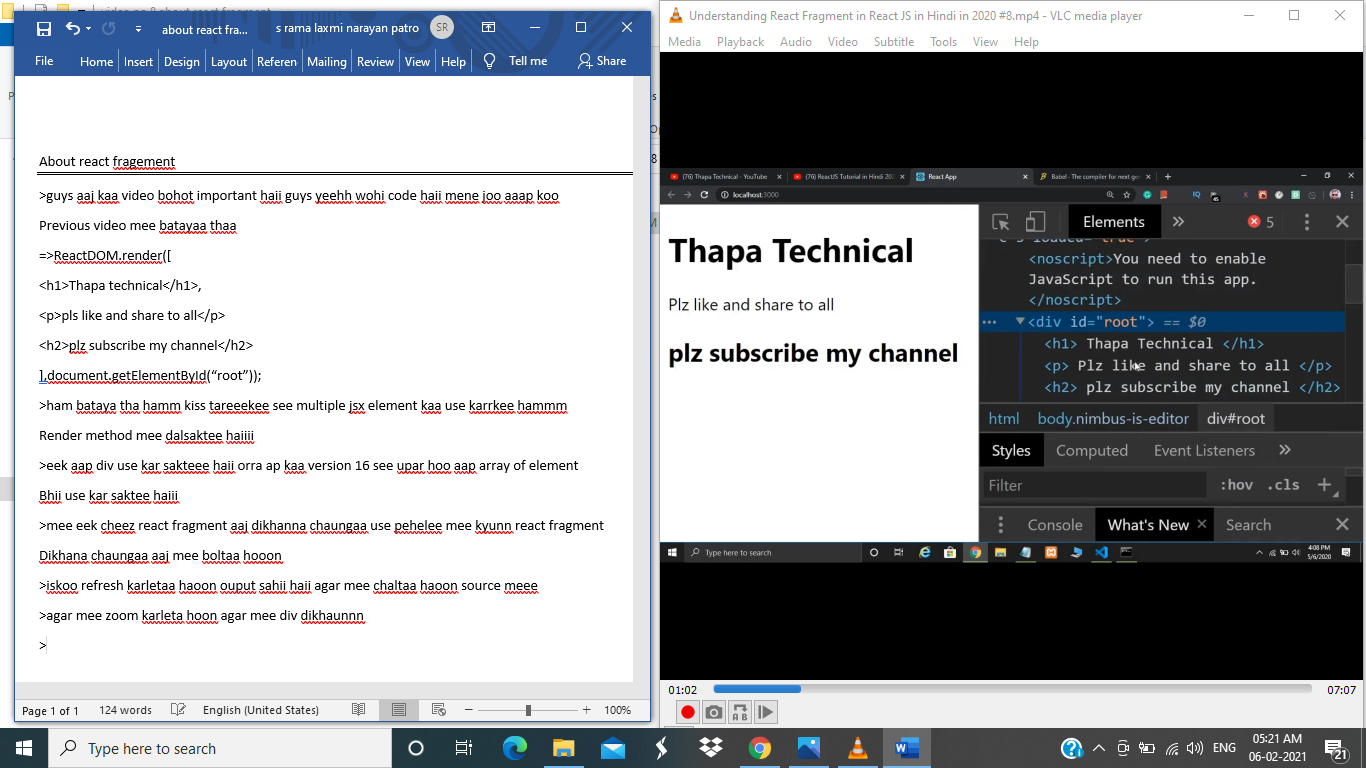 video no 8 about react fragment
about react fra...
s rama laxmi narayan patro
SR
File Home Insert Design Layout Referen Mailing Review View Help Tell me Share
About react fragement
>guys aaj kaa video bohot important haii guys yeehh wohi code haii mene joo aaap koo
Previous video mee batayaa thaa
=>ReactDOM.render([
<h1>Thapa technical</h1>,
<p>pls like and share to all</p>
<h2>plz subscribe my channel</h2>
],document.getElementById(“root”));
>ham bataya tha hamm kiss tareeekee see multiple jsx element kaa use karrkee hammm
Render method mee dalsaktee haiiii
>eek aap div use kar sakteee haii orra ap kaa version 16 see upar hoo aap array of element
Bhii use kar saktee haiii
>mee eek cheez react fragment aaj dikhanna chaungaa use pehelee mee kyunn react fragment
Dikhana chaungaa aaj mee boltaa hooon
>iskoo refresh karletaa haoon ouput sahii haii agar mee chaltaa haoon source meee
>agar mee zoom karleta hoon agar mee div dikhaunnn
>
Page 1 of 1 124 words English (United States) 100%
Understanding React Fragment in React JS in Hindi in 2020 #8.mp4 - VLC media player
Media Playback Audio Video Subtitle Tools View Help
(76) Thapa Technical - YouTube
(76) ReactJS Tutorial in Hindi 202
React App
Babel - The compiler for next ge
localhost:3000
Thapa Technical
Plz like and share to all
plz subscribe my channel
Elements » 5
<noscript>You need to enable
JavaScript to run this app.
</noscript>
<div id="root"> == $0
<h1> Thapa Technical </h1>
<p> Plz like and share to all </p>
<h2> plz subscribe my channel </h2>
html body.nimbus-is-editor div#root
Styles Computed Event Listeners »
Filter :hov .cls +
Console What's New Search
Type here to search
4:08 PM
5/6/2020
01:02 07:07
Type here to search
ENG
05:21 AM
06-02-2021
21